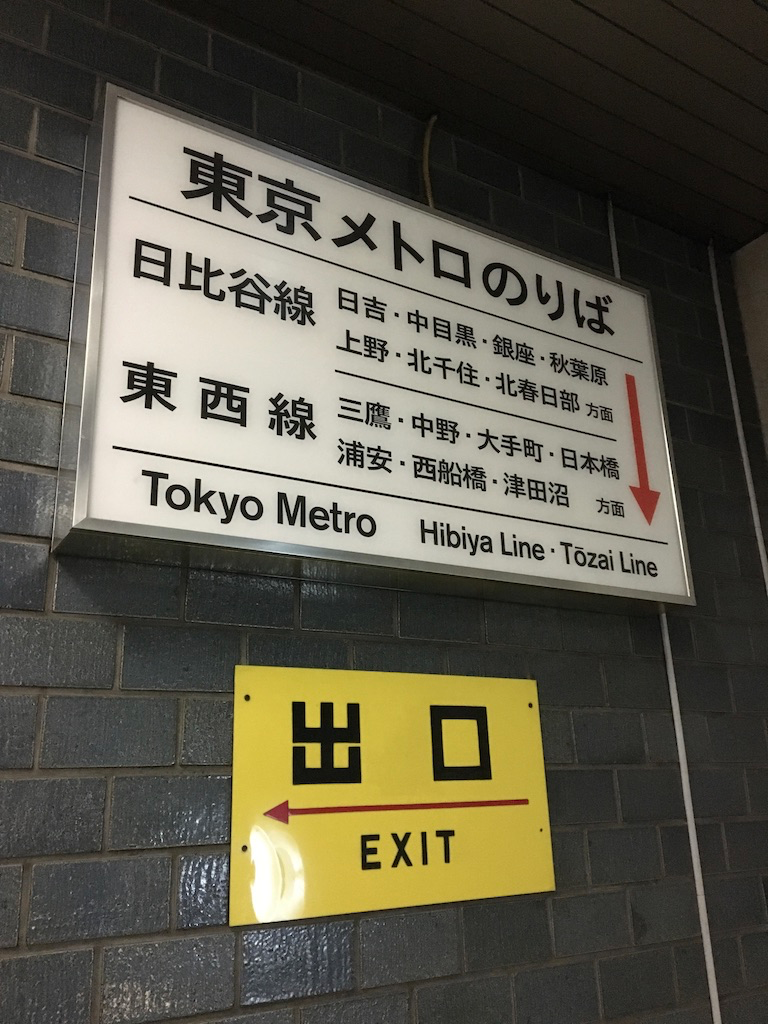 東京メトロのりば
日比谷線
日吉・中目黒・銀座・秋葉原
上野・北千住・北春日部 方面
東西線
三鷹・中野・大手町・日本橋
浦安・西船橋・津田沼 方面
Tokyo Metro Hibiya Line・Tōzai Line
出口
EXIT